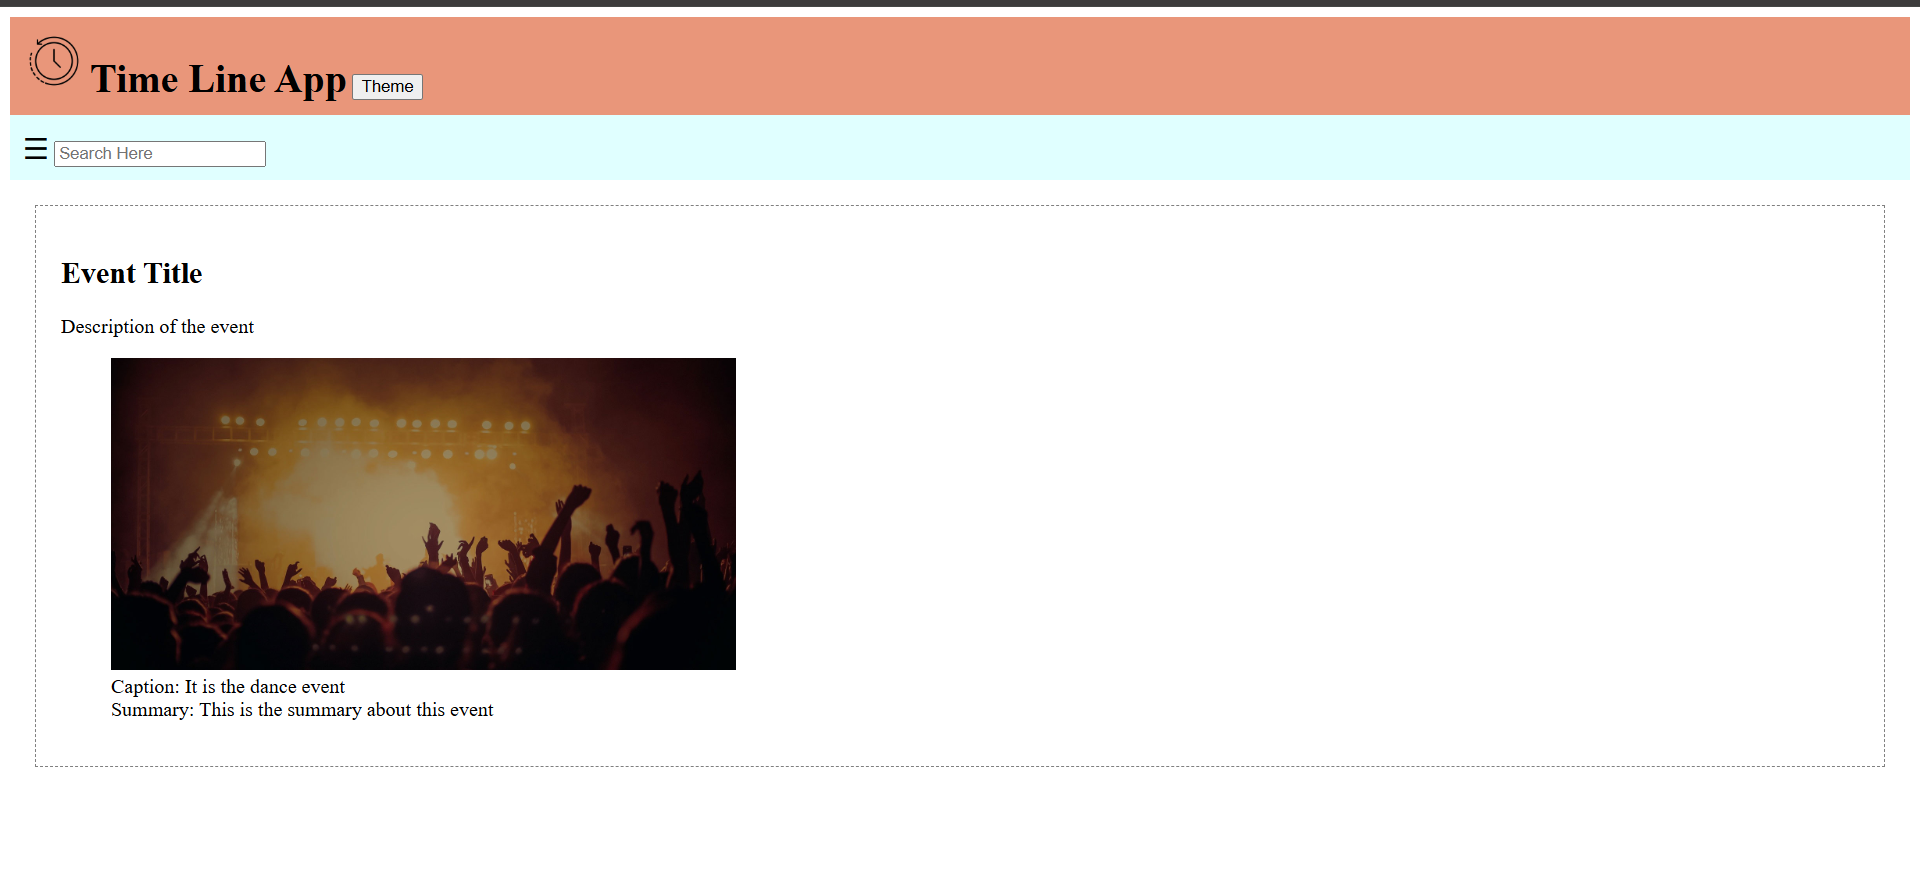 Time Line App Theme
☰ Search Here
Event Title
Description of the event
Caption: It is the dance event
Summary: This is the summary about this event